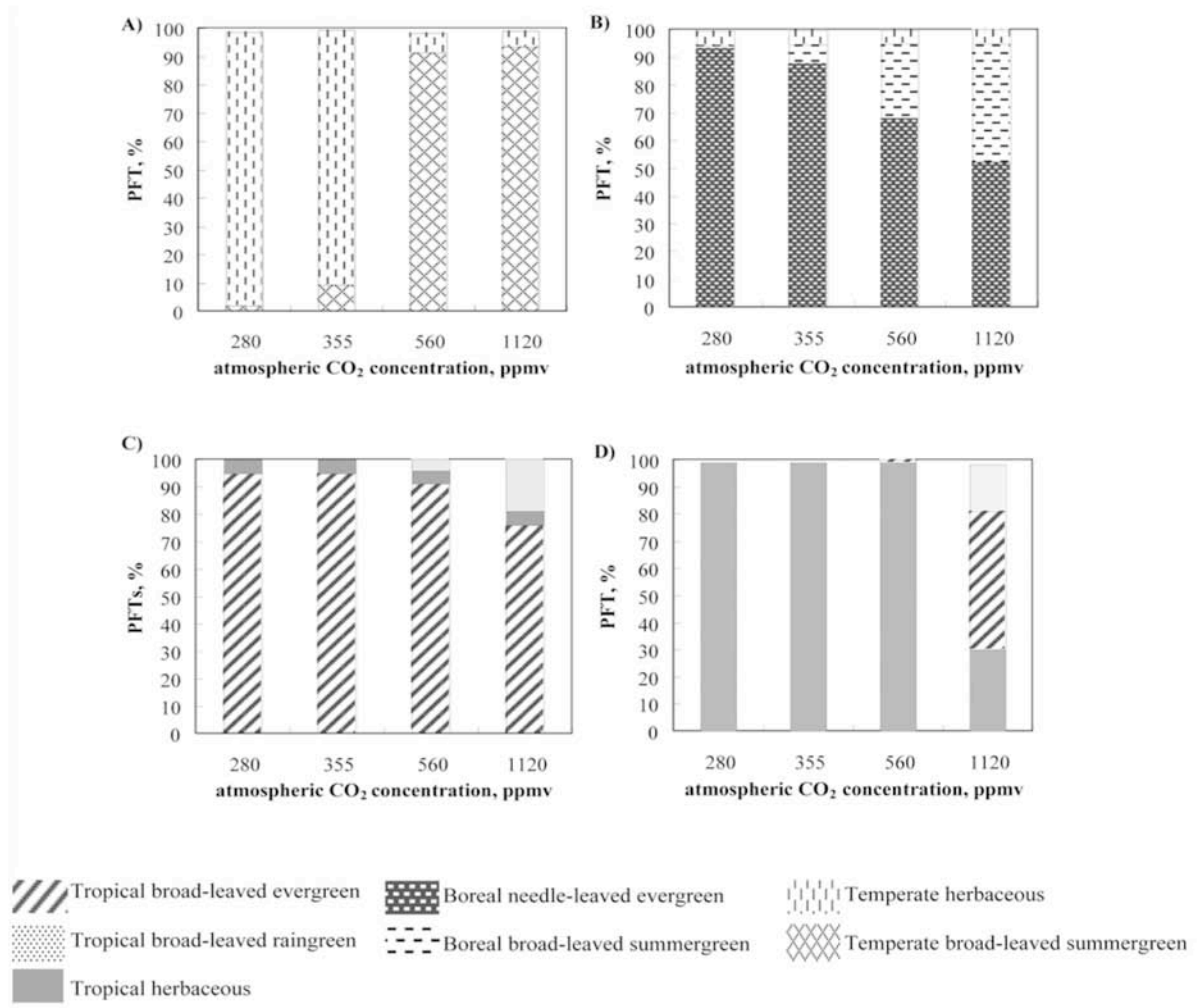 A)
100
90
80
70
60
50
40
30
20
10
0
PFT, %
280 355 560 1120
atmospheric CO₂ concentration, ppmv
B)
100
90
80
70
60
50
40
30
20
10
0
PFT, %
280 355 560 1120
atmospheric CO₂ concentration, ppmv
C)
100
90
80
70
60
50
40
30
20
10
0
PFTs, %
280 355 560 1120
atmospheric CO₂ concentration, ppmv
D)
100
90
80
70
60
50
40
30
20
10
0
PFT, %
280 355 560 1120
atmospheric CO₂ concentration, ppmv
Tropical broad-leaved evergreen
Boreal needle-leaved evergreen
Temperate herbaceous
Tropical broad-leaved raingreen
Boreal broad-leaved summergreen
Temperate broad-leaved summergreen
Tropical herbaceous